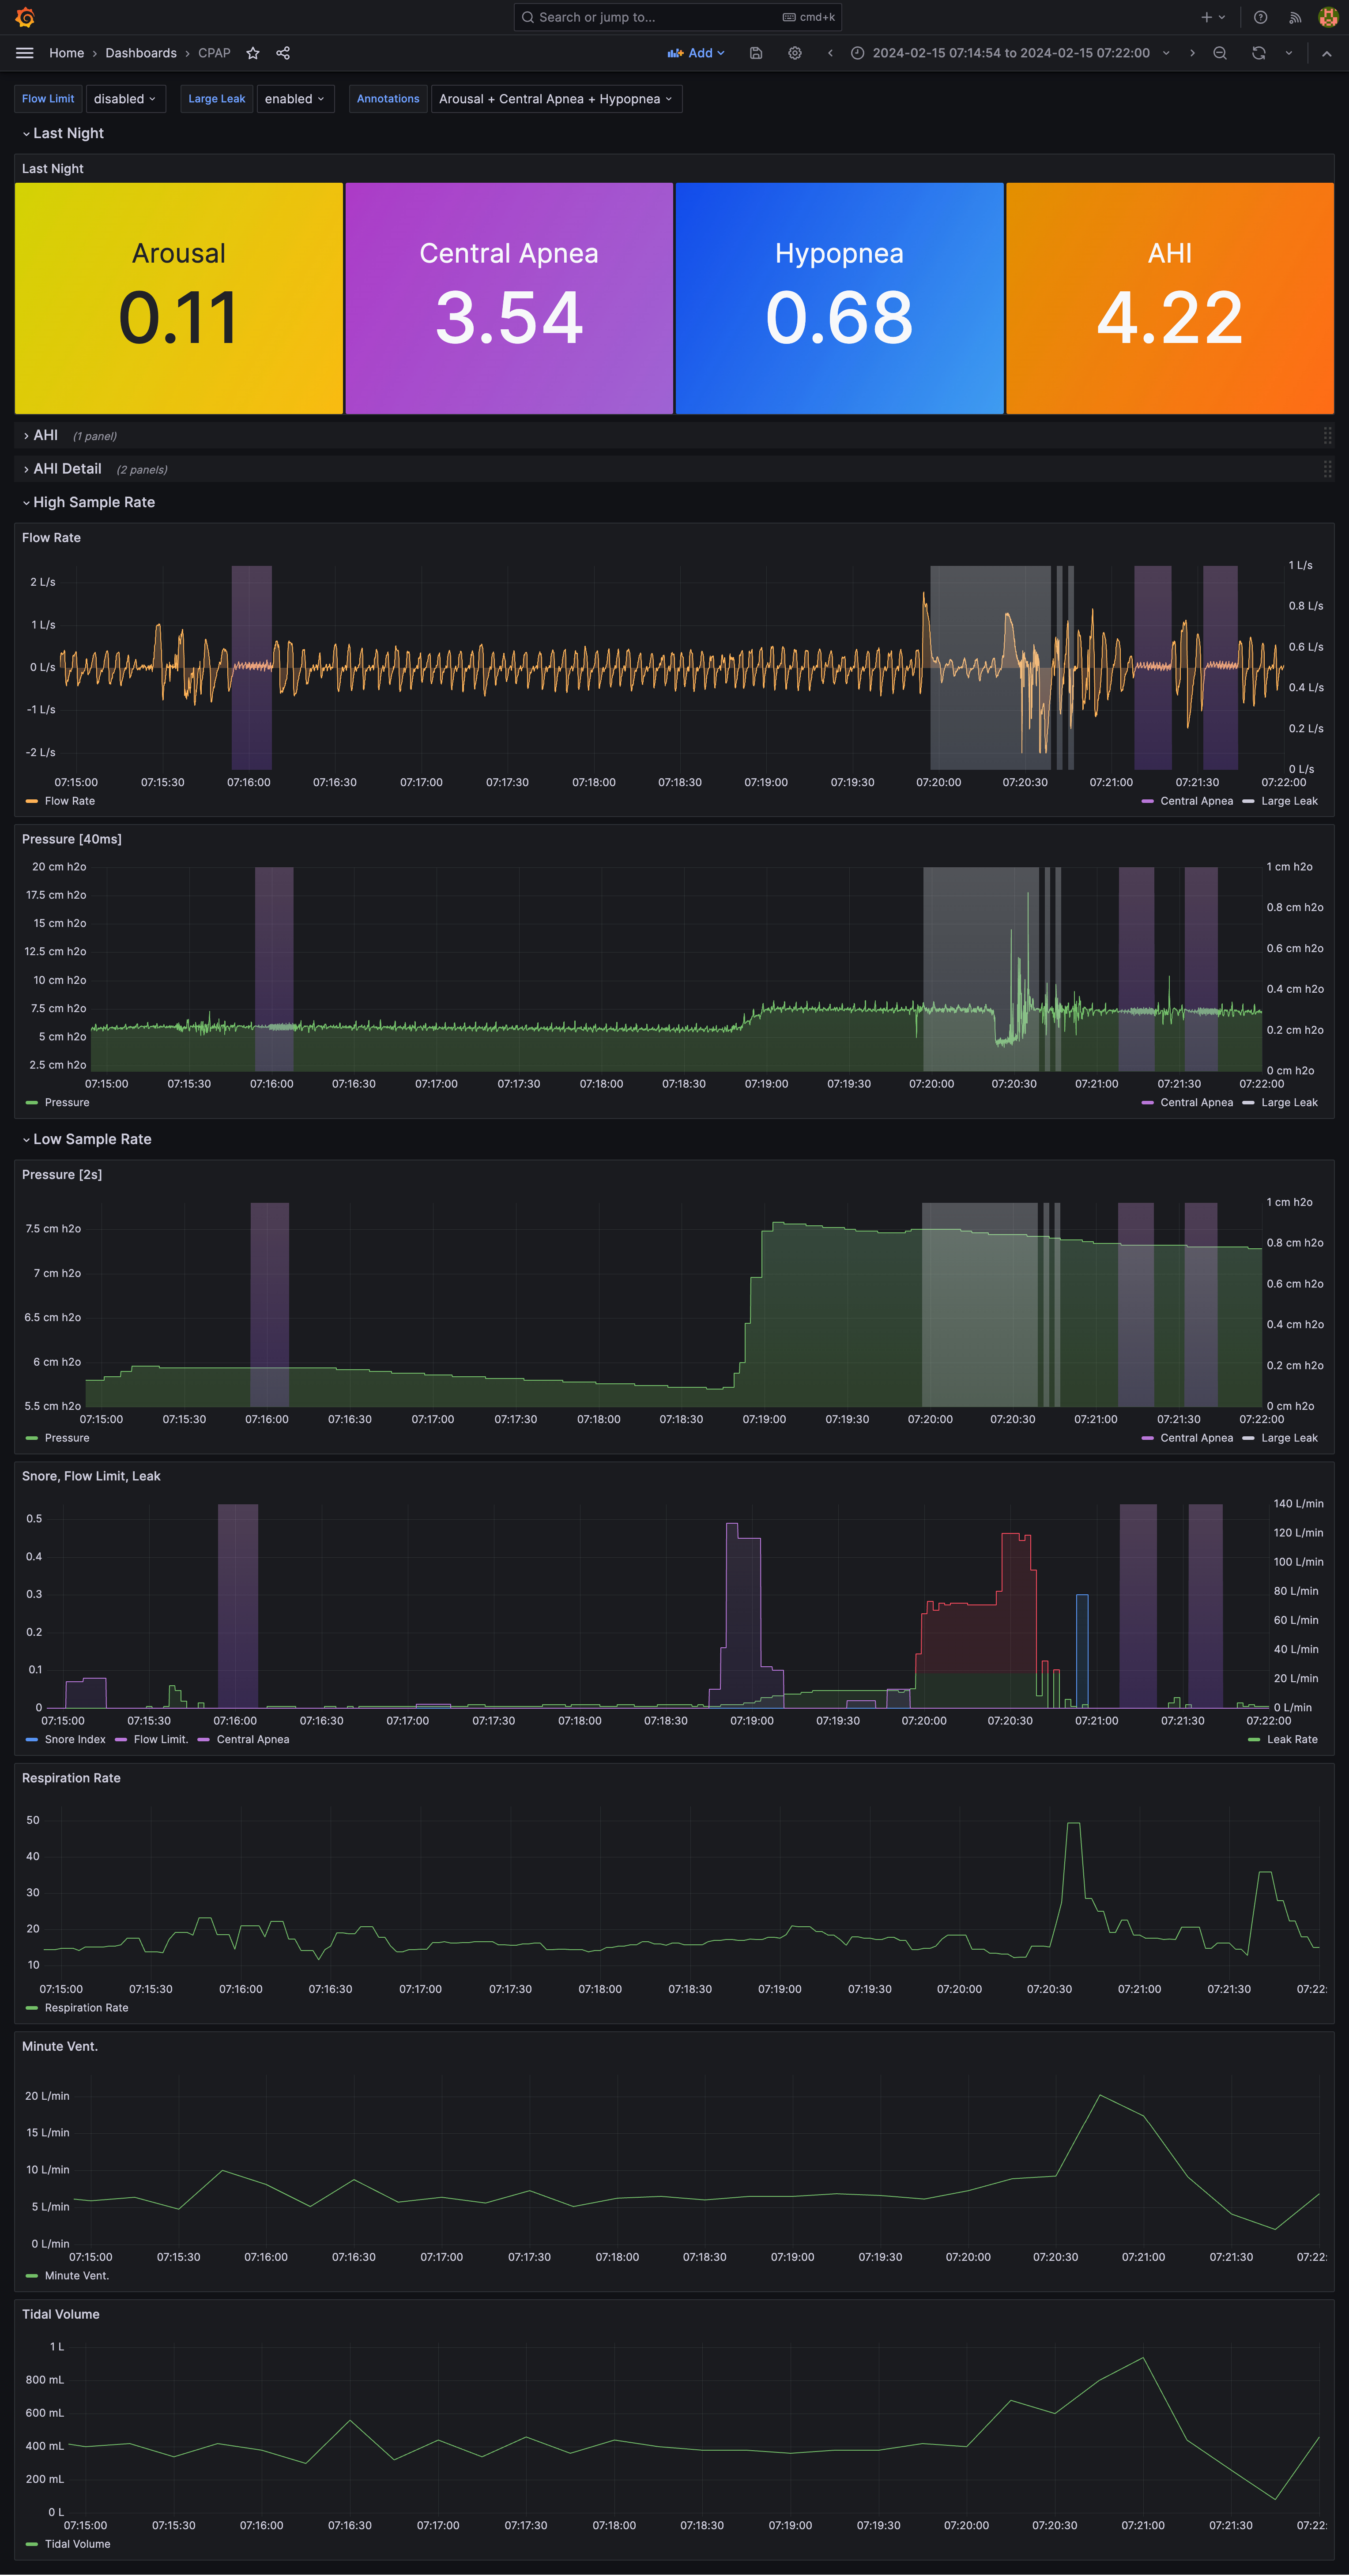 Search or jump to... cmd+k
Home › Dashboards › CPAP Add 2024-02-15 07:14:54 to 2024-02-15 07:22:00
Flow Limit disabled Large Leak enabled Annotations Arousal + Central Apnea + Hypopnea
Last Night
Last Night
Arousal Central Apnea Hypopnea AHI
0.11 3.54 0.68 4.22
AHI (1 panel)
AHI Detail (2 panels)
High Sample Rate
Flow Rate
1 L/s
2 L/s
0.8 L/s
1 L/s
0.6 L/s
0 L/s
0.4 L/s
-1 L/s
0.2 L/s
-2 L/s
0 L/s
07:15:00 07:15:30 07:16:00 07:16:30 07:17:00 07:17:30 07:18:00 07:18:30 07:19:00 07:19:30 07:20:00 07:20:30 07:21:00 07:21:30 07:22:00
Flow Rate Central Apnea Large Leak
Pressure [40ms]
20 cm h2o 1 cm h2o
17.5 cm h2o
0.8 cm h2o
15 cm h2o
12.5 cm h2o 0.6 cm h2o
10 cm h2o
0.4 cm h2o
7.5 cm h2o
0.2 cm h2o
5 cm h2o
2.5 cm h2o
0 cm h2o
07:15:00 07:15:30 07:16:00 07:16:30 07:17:00 07:17:30 07:18:00 07:18:30 07:19:00 07:19:30 07:20:00 07:20:30 07:21:00 07:21:30 07:22:00
Pressure Central Apnea Large Leak
Low Sample Rate
Pressure [2s]
1 cm h2o
7.5 cm h2o
0.8 cm h2o
7 cm h2o
0.6 cm h2o
6.5 cm h2o
0.4 cm h2o
6 cm h2o 0.2 cm h2o
5.5 cm h2o 0 cm h2o
07:15:00 07:15:30 07:16:00 07:16:30 07:17:00 07:17:30 07:18:00 07:18:30 07:19:00 07:19:30 07:20:00 07:20:30 07:21:00 07:21:30 07:22:00
Pressure Central Apnea Large Leak
Snore, Flow Limit, Leak
140 L/min
0.5
120 L/min
0.4 100 L/min
0.3 80 L/min
60 L/min
0.2
40 L/min
0.1
20 L/min
0 0 L/min
07:15:00 07:15:30 07:16:00 07:16:30 07:17:00 07:17:30 07:18:00 07:18:30 07:19:00 07:19:30 07:20:00 07:20:30 07:21:00 07:21:30 07:22:00
Snore Index Flow Limit. Central Apnea Leak Rate
Respiration Rate
50
40
30
20
10
07:15:00 07:15:30 07:16:00 07:16:30 07:17:00 07:17:30 07:18:00 07:18:30 07:19:00 07:19:30 07:20:00 07:20:30 07:21:00 07:21:30 07:22:
Respiration Rate
Minute Vent.
20 L/min
15 L/min
10 L/min
5 L/min
0 L/min
07:15:00 07:15:30 07:16:00 07:16:30 07:17:00 07:17:30 07:18:00 07:18:30 07:19:00 07:19:30 07:20:00 07:20:30 07:21:00 07:21:30 07:22:
Minute Vent.
Tidal Volume
1 L
800 mL
600 mL
400 mL
200 mL
0 L
07:15:00 07:15:30 07:16:00 07:16:30 07:17:00 07:17:30 07:18:00 07:18:30 07:19:00 07:19:30 07:20:00 07:20:30 07:21:00 07:21:30 07:22:
Tidal Volume